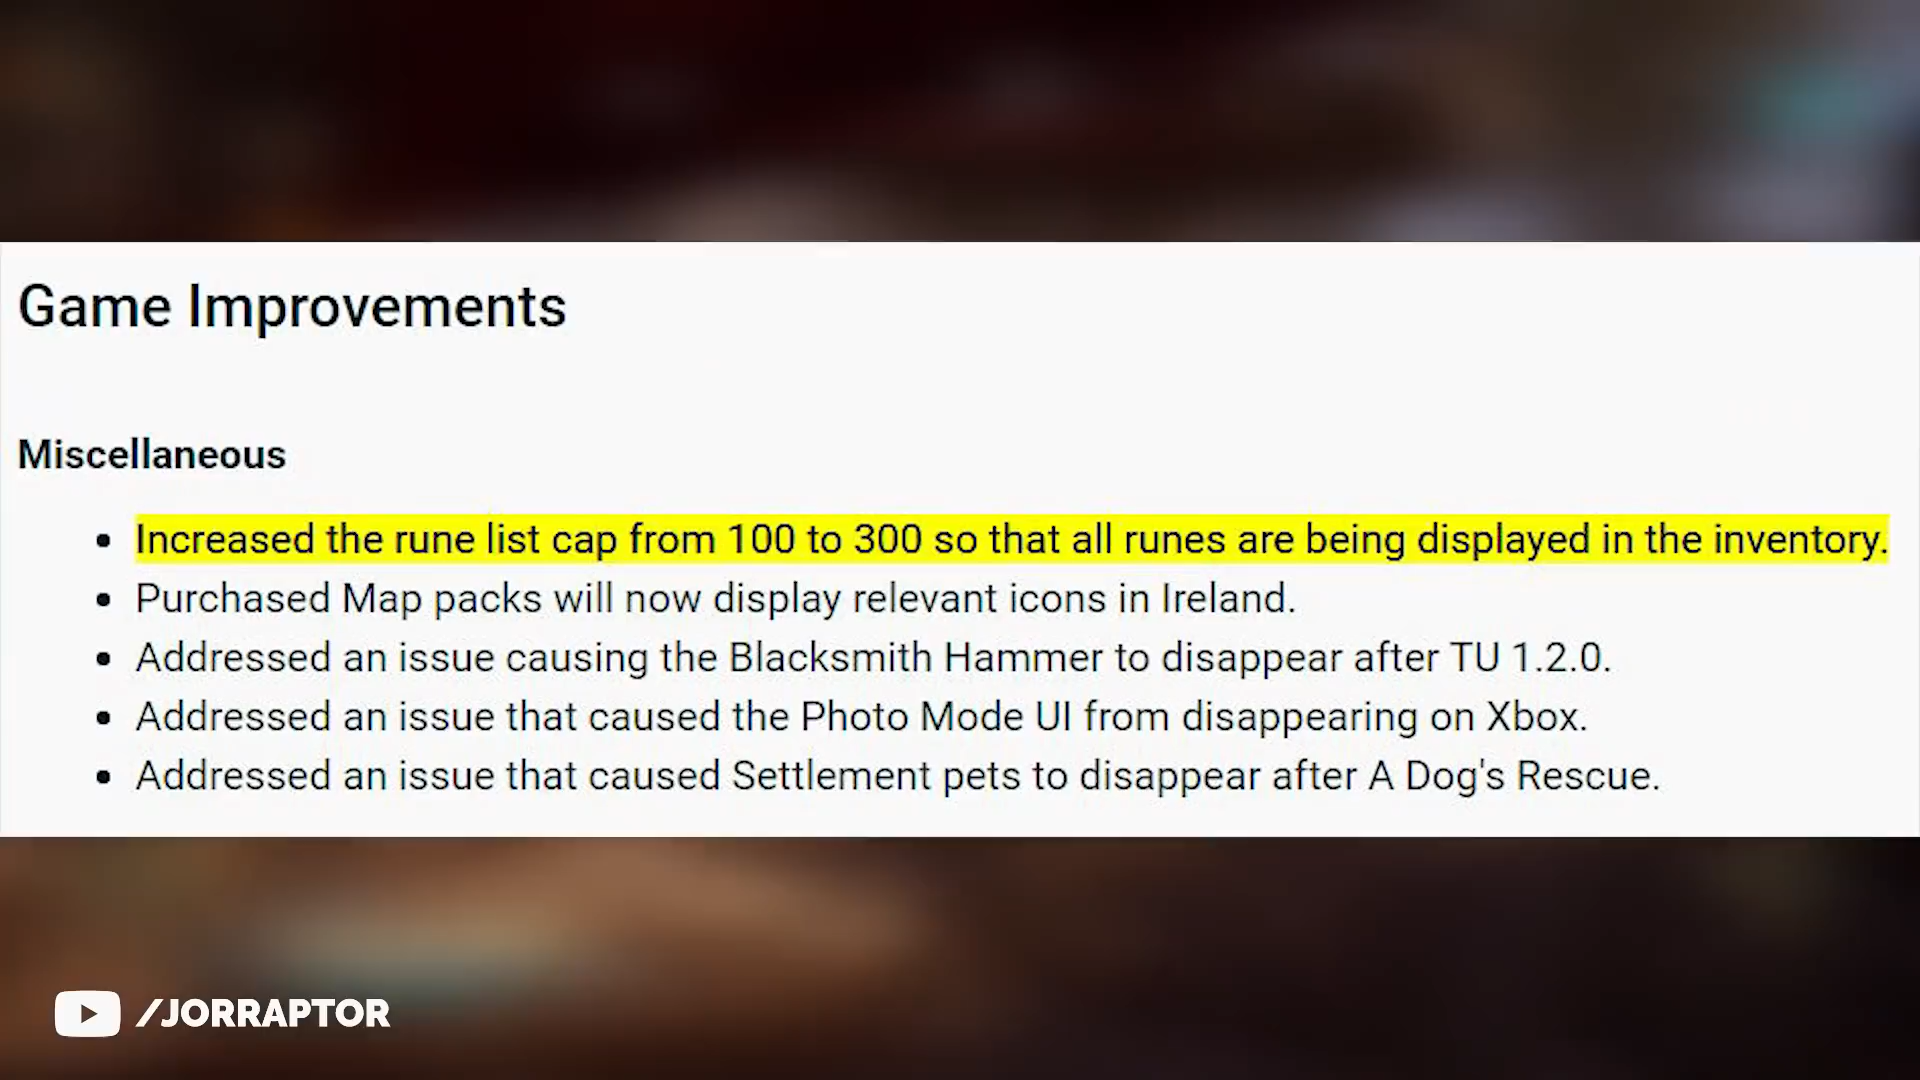 Game Improvements
Miscellaneous
Increased the rune list cap from 100 to 300 so that all runes are being displayed in the inventory.
Purchased Map packs will now display relevant icons in Ireland.
Addressed an issue causing the Blacksmith Hammer to disappear after TU 1.2.0.
Addressed an issue that caused the Photo Mode UI from disappearing on Xbox.
Addressed an issue that caused Settlement pets to disappear after A Dog's Rescue.
/JORRAPTOR